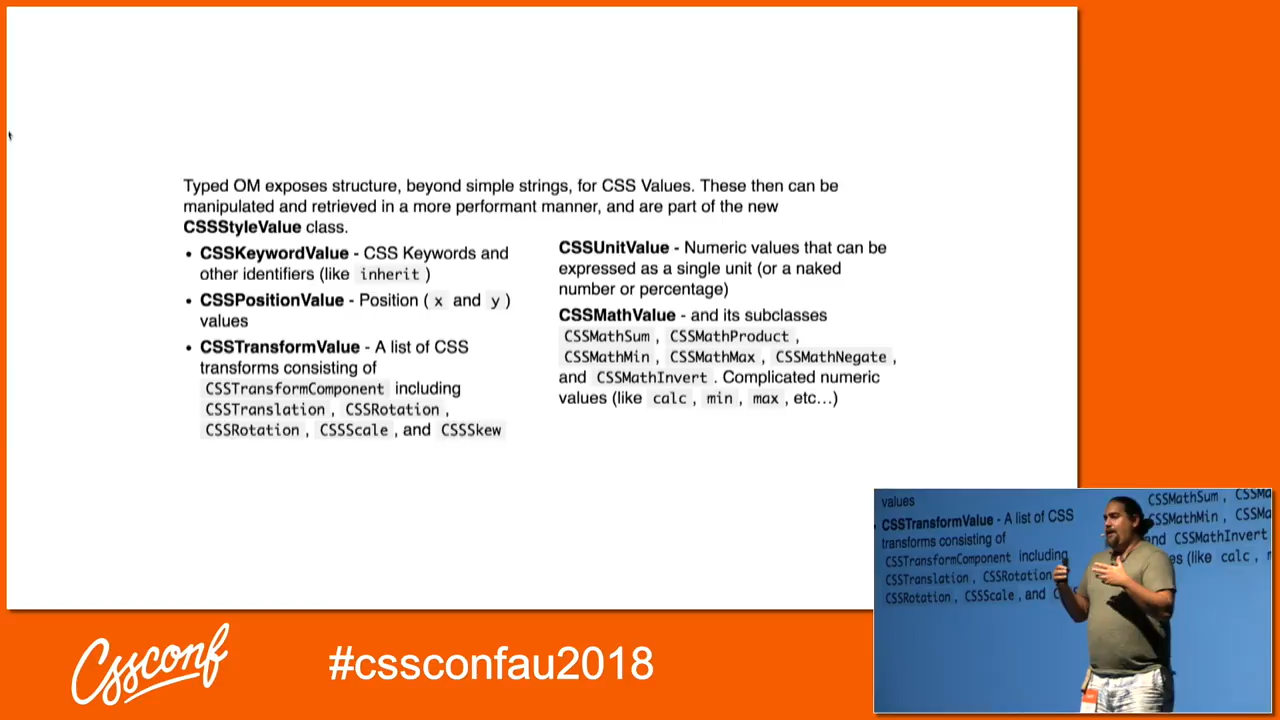 Typed OM exposes structure, beyond simple strings, for CSS Values. These then can be
manipulated and retrieved in a more performant manner, and are part of the new
CSSStyleValue class.
• CSSKeywordValue - CSS Keywords and
other identifiers (like inherit )
• CSSPositionValue - Position ( x and y )
values
• CSSTransformValue - A list of CSS
transforms consisting of
CSSTransformComponent including
CSSTranslation , CSSRotation ,
CSSRotation , CSSScale , and CSSSkew
CSSUnitValue - Numeric values that can be
expressed as a single unit (or a naked
number or percentage)
CSSMathValue - and its subclasses
CSSMathSum , CSSMathProduct ,
CSSMathMin , CSSMathMax , CSSMathNegate ,
and CSSMathInvert . Complicated numeric
values (like calc , min , max , etc…)
values
CSSTransformValue - A list of CSS
transforms consisting of
CSSTransformComponent including
CSSTranslation , CSSRotation
CSSRotation , CSSScale , and
CSSMathSum ,
CSSMathMin ,
CSSMathInvert
(like calc ,
cssconf
#cssconfau2018